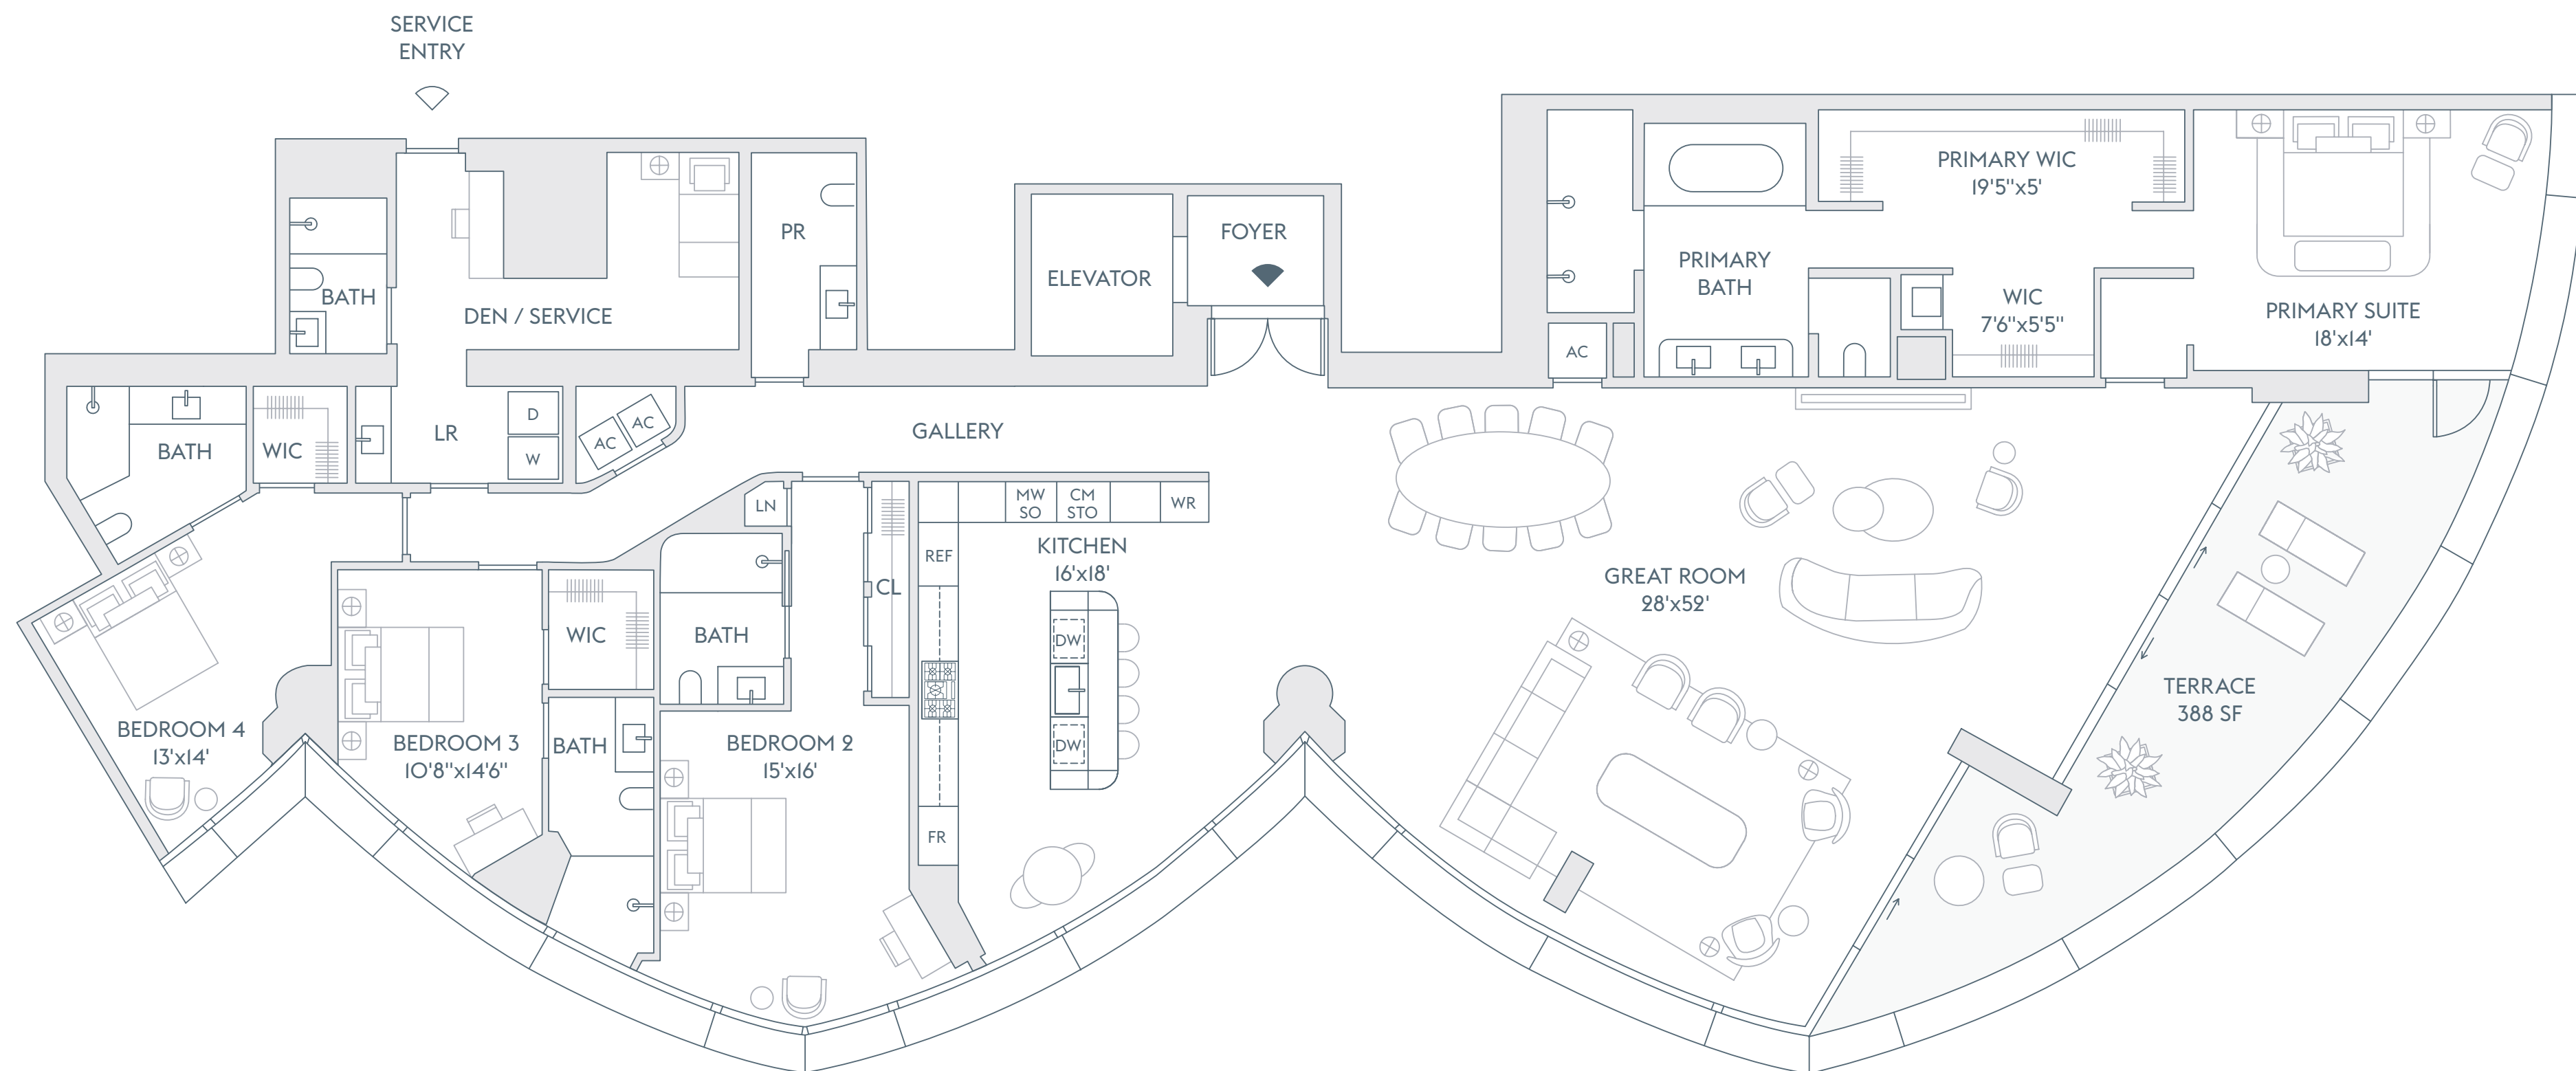 SERVICE
ENTRY
PRIMARY WIC
19'5"x5'
PR
FOYER
ELEVATOR
PRIMARY
BATH
BATH
DEN / SERVICE
WIC
7'6"x5'5"
PRIMARY SUITE
18'x14'
AC
D
AC
AC
LR
GALLERY
BATH
WIC
W
LN
MW
SO
CM
STO
WR
REF
KITCHEN
16'x18'
CL
GREAT ROOM
28'x52'
WIC
BATH
DW
TERRACE
388 SF
BEDROOM 4
13'x14'
BEDROOM 3
10'8"x14'6"
BATH
BEDROOM 2
15'x16'
DW
FR